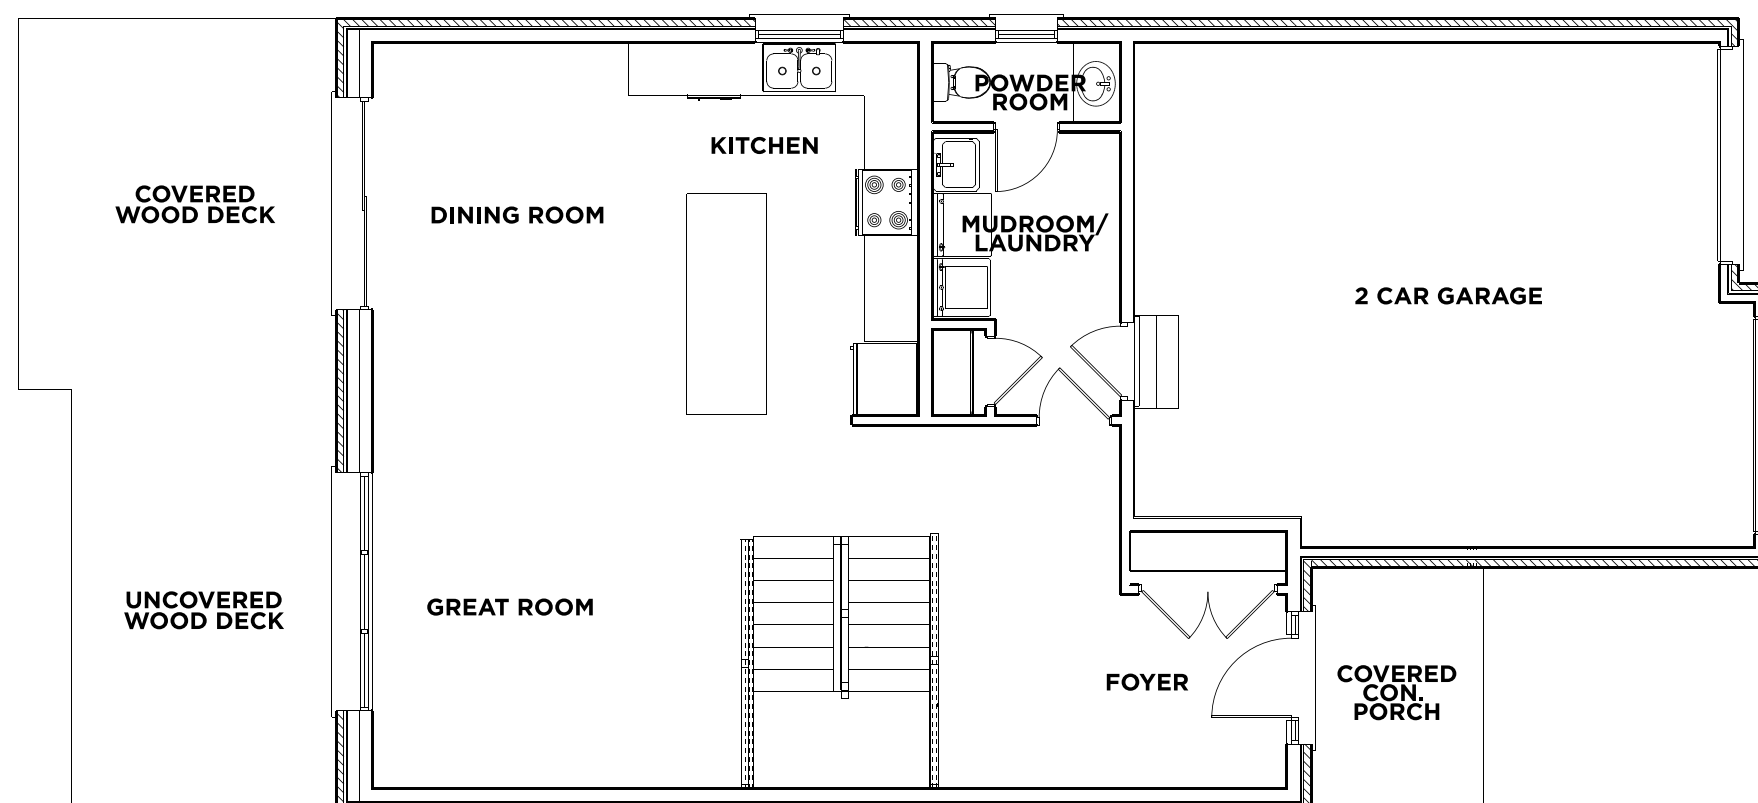 POWDER
ROOM
KITCHEN
COVERED
WOOD DECK
DINING ROOM
MUDROOM/
LAUNDRY
2 CAR GARAGE
UNCOVERED
WOOD DECK
GREAT ROOM
FOYER
COVERED
CON.
PORCH